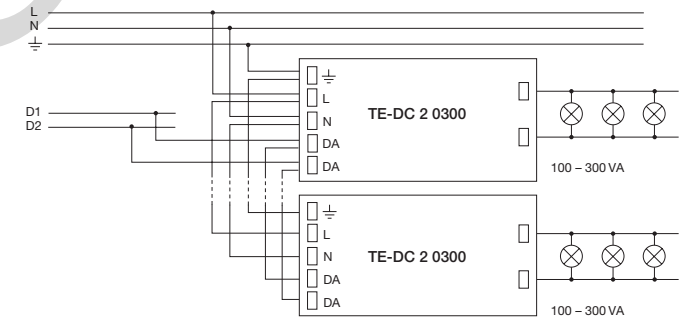 L
N
D1
D2
L
N
DA
DA
TE-DC 2 0300
100 – 300 VA
L
N
DA
DA
TE-DC 2 0300
100 – 300 VA